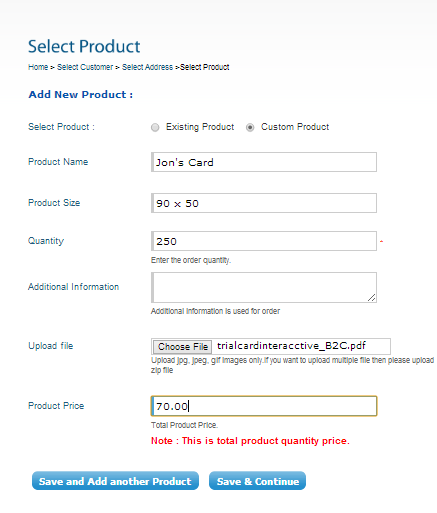 Select Product
Home > Select Customer > Select Address >Select Product
Add New Product :
Select Product : Existing Product Custom Product
Product Name Jon's Card
Product Size 90 x 50
Quantity 250 -
Enter the order quantity.
Additional Information
Additional Information is used for order
Upload file Choose File trialcardinteracctive_B2C.pdf
Upload jpg, jpeg, gif images only.If you want to upload multiple file then please upload
zip file
Product Price 70.00
Total Product Price.
Note : This is total product quantity price.
Save and Add another Product Save & Continue